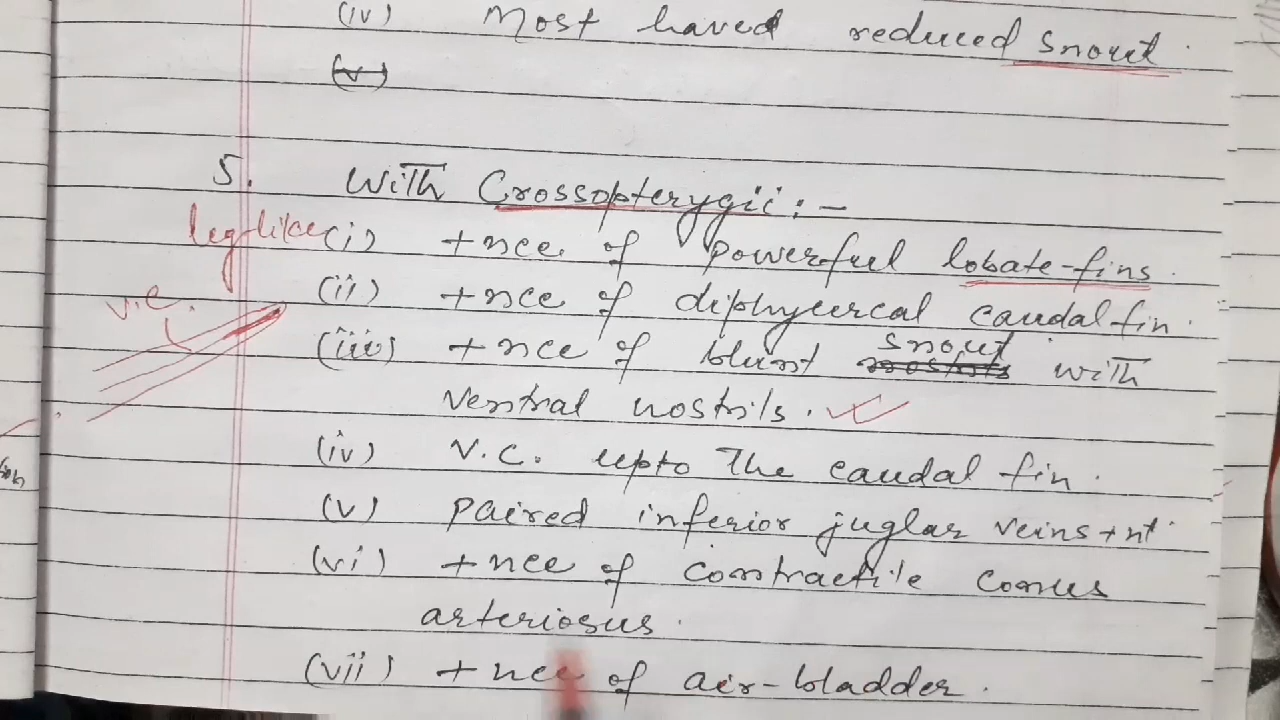 (iv) Most haved reduced snout.
(v)
5. With Crossopterygii :-
leg-like (i) +nce. of powerful lobate-fins.
(ii) +nce of diphycercal caudal fin.
v.c.
snout
(iii) +nce of blunt with
ventral nostrils.
(iv) V.C. upto the caudal fin.
(v) paired inferior juglar veins +nt.
(vi) +nce of contractile conus
arteriosus.
(vii) +nce of air-bladder.